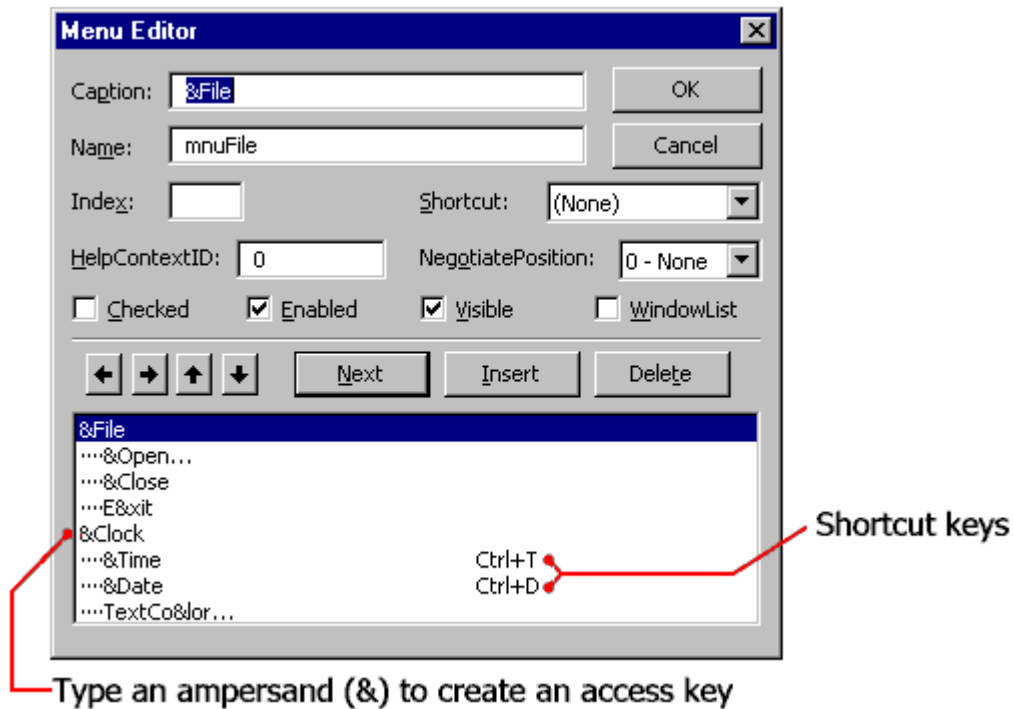 Menu Editor
Caption: &File OK
Name: mnuFile Cancel
Index: Shortcut: (None)
HelpContextID: 0 NegotiatePosition: 0 - None
Checked Enabled Visible WindowList
Next Insert Delete
&File
····&Open...
····&Close
····E&xit
&Clock
Shortcut keys
····&Time Ctrl+T
····&Date Ctrl+D
····TextCo&lor...
Type an ampersand (&) to create an access key